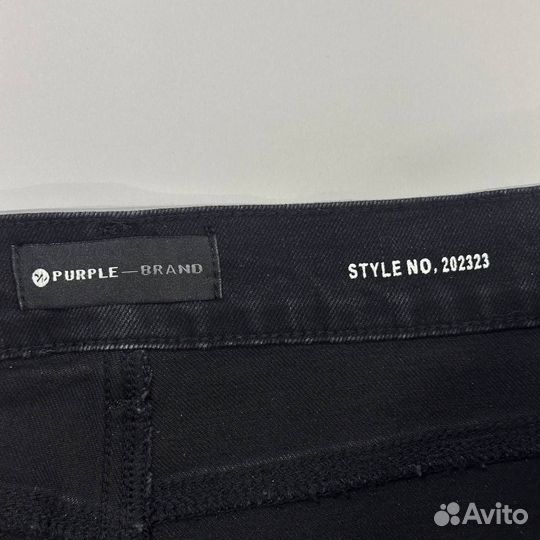 PURPLE—BRAND
STYLE NO. 202323
Avito